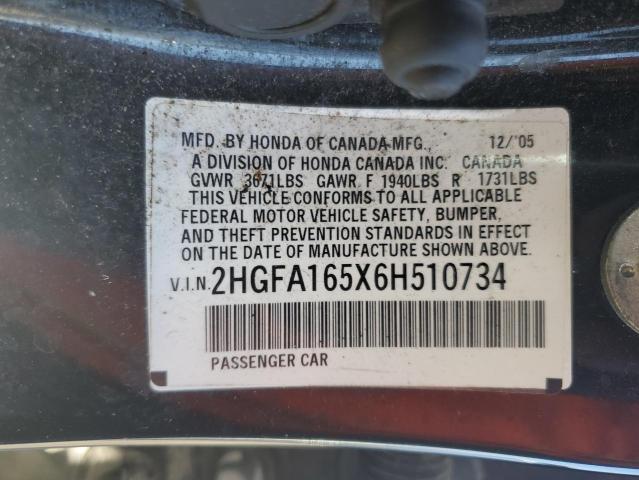 MFD. BY HONDA OF CANADA MFG., 12/'05
A DIVISION OF HONDA CANADA INC. CANADA
GVWR 3671LBS GAWR F 1940LBS R 1731LBS
THIS VEHICLE CONFORMS TO ALL APPLICABLE
FEDERAL MOTOR VEHICLE SAFETY, BUMPER,
AND THEFT PREVENTION STANDARDS IN EFFECT
ON THE DATE OF MANUFACTURE SHOWN ABOVE.
V.I.N. 2HGFA165X6H510734
PASSENGER CAR